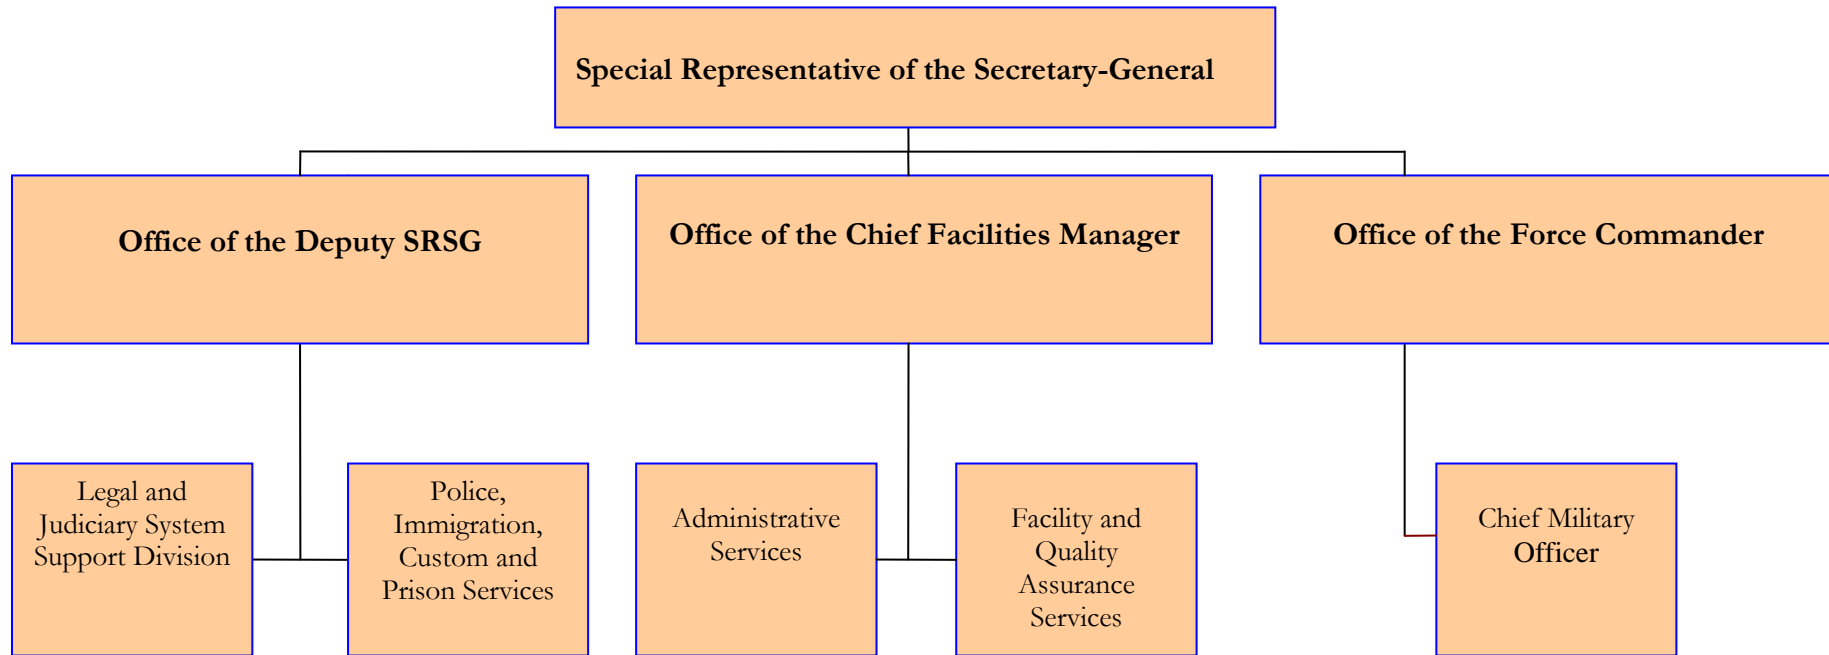 Special Representative of the Secretary-General
Office of the Deputy SRSG
Office of the Chief Facilities Manager
Office of the Force Commander
Legal and
Judiciary System
Support Division
Police,
Immigration,
Custom and
Prison Services
Administrative
Services
Facility and
Quality
Assurance
Services
Chief Military
Officer